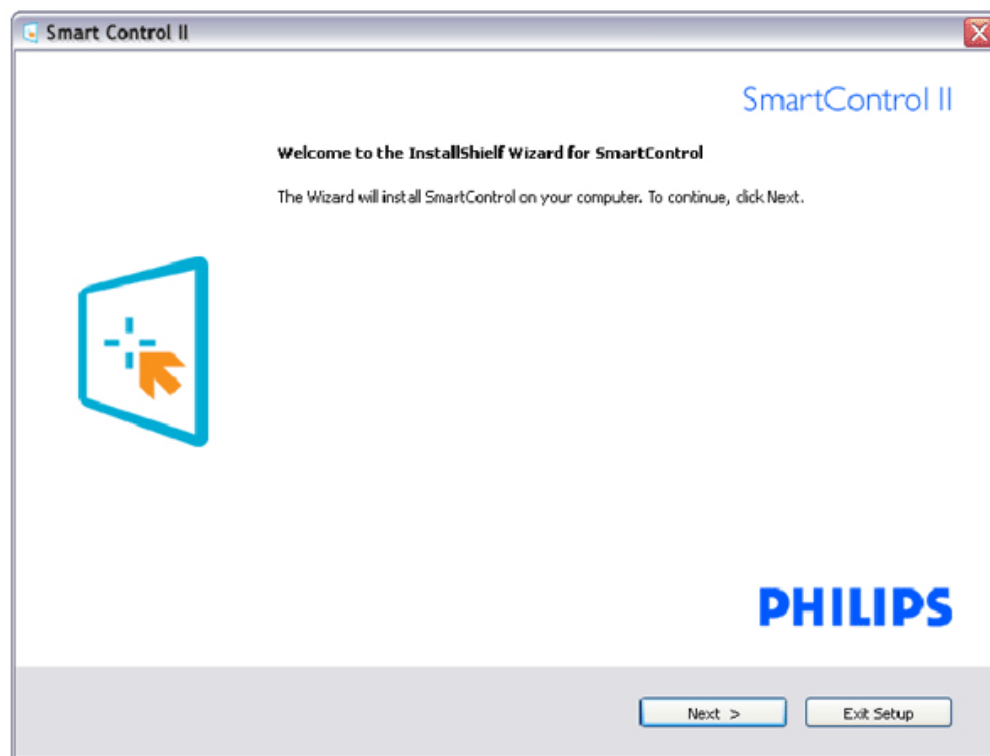 Smart Control II
SmartControl II
Welcome to the InstallShield Wizard for SmartControl
The Wizard will install SmartControl on your computer. To continue, click Next.
PHILIPS
Next >
Exit Setup